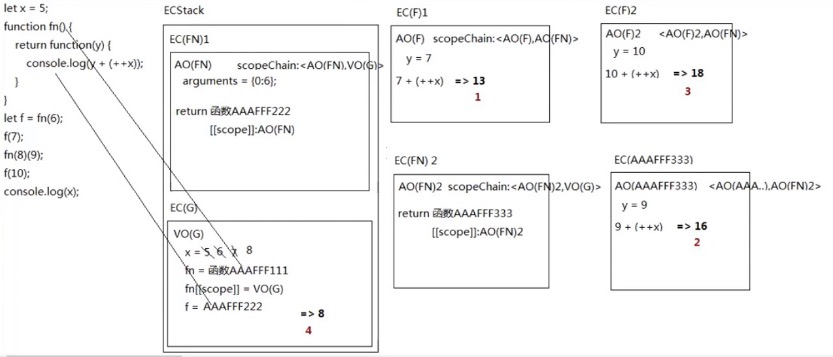 let x = 5;
function fn() {
return function(y) {
console.log(y + (++x));
}
}
let f = fn(6);
f(7);
fn(8)(9);
f(10);
console.log(x);
ECStack
EC(FN)1
AO(FN) scopeChain:<AO(FN),VO(G)>
arguments = {0:6};
return 函数AAAFFF222
[[scope]]:AO(FN)
EC(G)
VO(G)
x = 5 6 7 8
fn = 函数AAAFFF111
fn[[scope]] = VO(G)
f = AAAFFF222
=> 8
4
EC(F)1
AO(F) scopeChain:<AO(F),AO(FN)>
y = 7
7 + (++x) => 13
1
EC(F)2
AO(F)2 <AO(F)2,AO(FN)>
y = 10
10 + (++x) => 18
3
EC(FN) 2
AO(FN)2 scopeChain:<AO(FN)2,VO(G)>
return 函数AAAFFF333
[[scope]]:AO(FN)2
EC(AAAFFF333)
AO(AAAFFF333) <AO(AAA..),AO(FN)2>
y = 9
9 + (++x) => 16
2